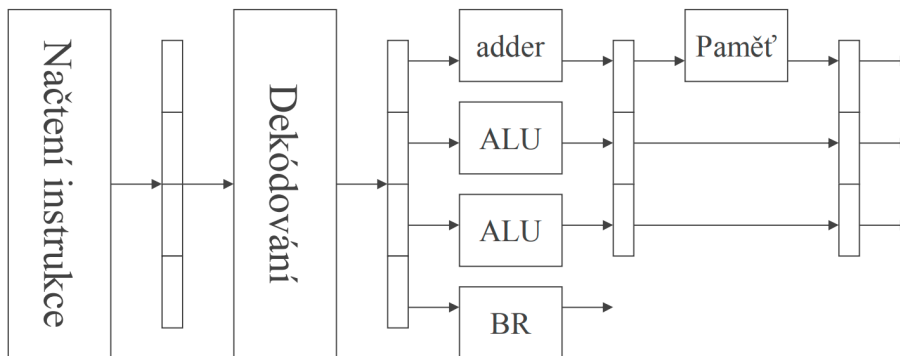 Načtení instrukce
Dekódování
adder
ALU
ALU
BR
Paměť